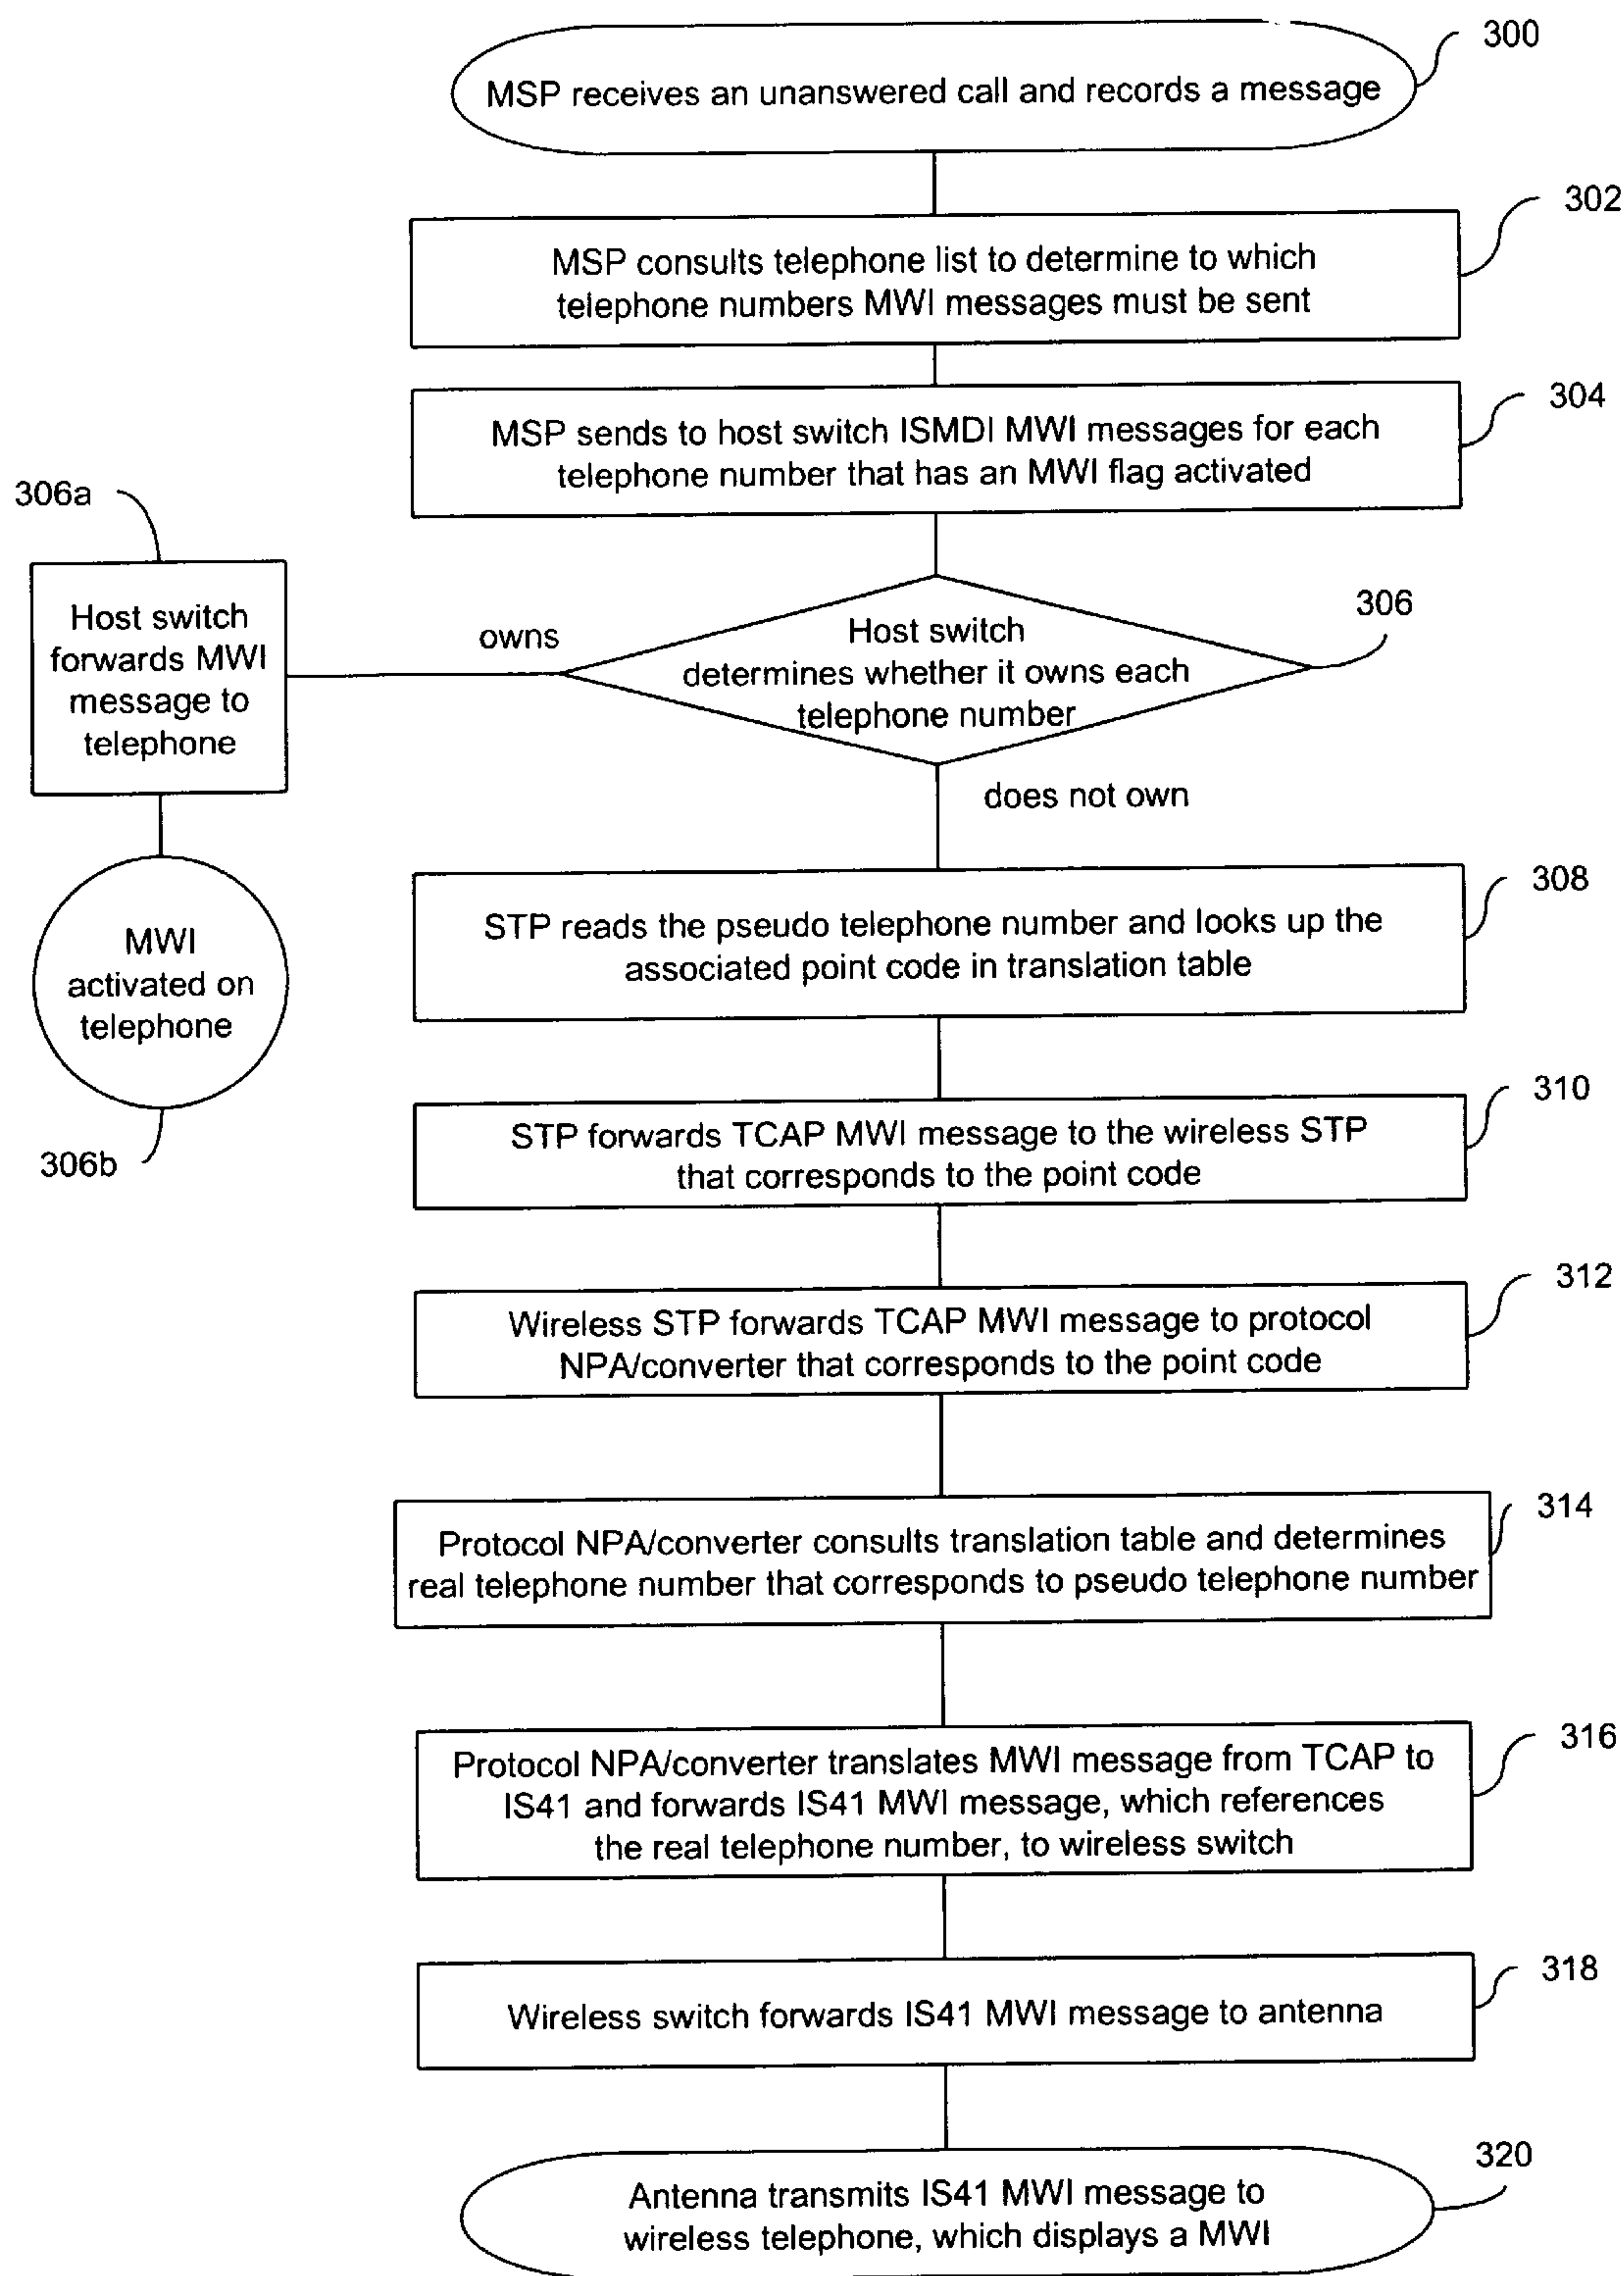 300
MSP receives an unanswered call and records a message
302
MSP consults telephone list to determine to which
telephone numbers MWI messages must be sent
304
MSP sends to host switch ISMDI MWI messages for each
telephone number that has an MWI flag activated
306a
Host switch
forwards MWI
message to
telephone
owns
306
Host switch
determines whether it owns each
telephone number
does not own
MWI
activated on
telephone
306b
308
STP reads the pseudo telephone number and looks up the
associated point code in translation table
310
STP forwards TCAP MWI message to the wireless STP
that corresponds to the point code
312
Wireless STP forwards TCAP MWI message to protocol
NPA/converter that corresponds to the point code
314
Protocol NPA/converter consults translation table and determines
real telephone number that corresponds to pseudo telephone number
316
Protocol NPA/converter translates MWI message from TCAP to
IS41 and forwards IS41 MWI message, which references
the real telephone number, to wireless switch
318
Wireless switch forwards IS41 MWI message to antenna
320
Antenna transmits IS41 MWI message to
wireless telephone, which displays a MWI